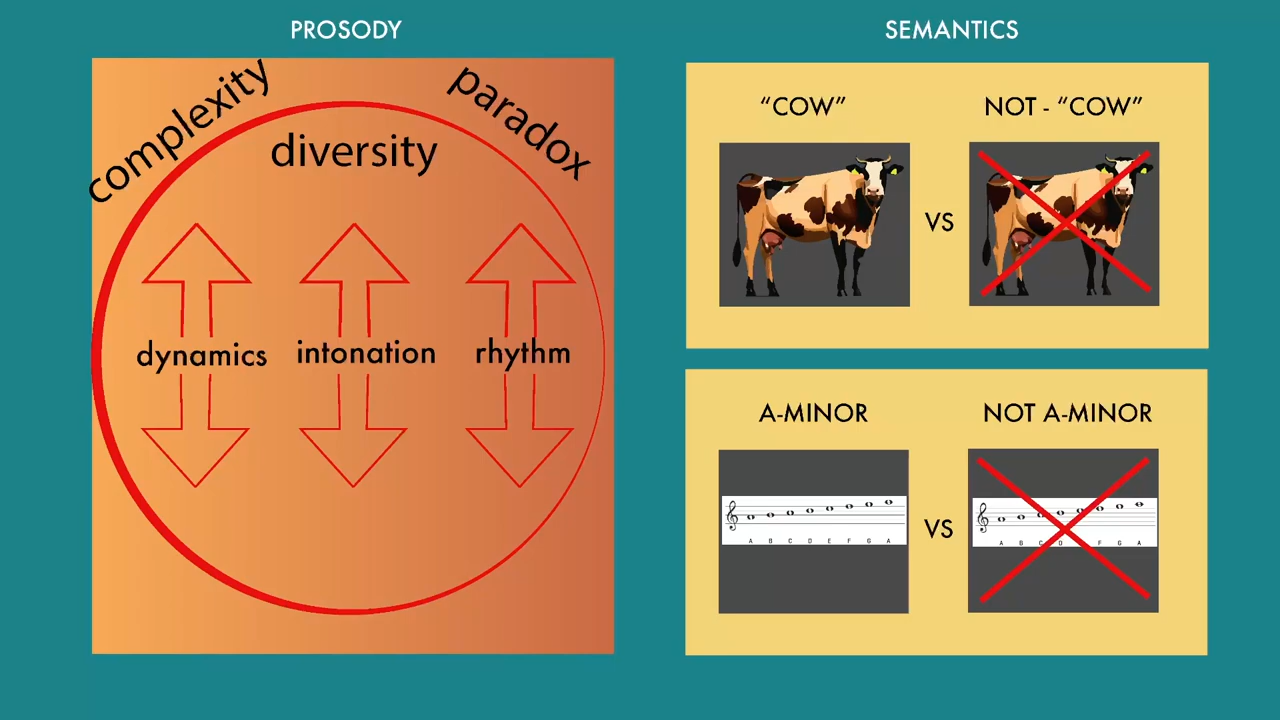 PROSODY
complexity
paradox
diversity
dynamics
intonation
rhythm
SEMANTICS
“COW”
NOT - “COW”
VS
A-MINOR
NOT A-MINOR
A B C D E F G A
VS
A B C D F G A